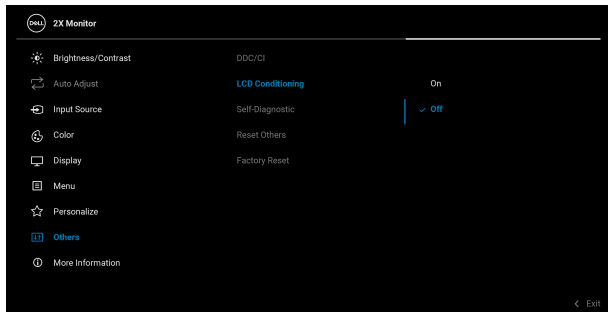 DELL 2X Monitor
Brightness/Contrast
Auto Adjust
Input Source
Color
Display
Menu
Personalize
Others
More Information
DDC/CI
LCD Conditioning
Self-Diagnostic
Reset Others
Factory Reset
On
Off
Exit